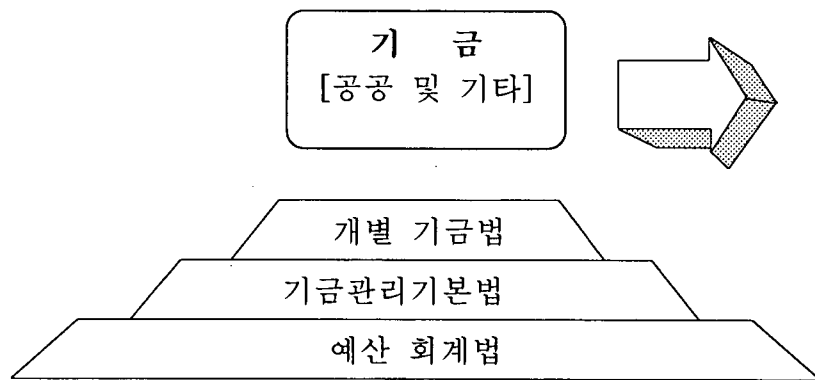 기 금
[공공 및 기타]
개별 기금법
기금관리기본법
예산 회계법